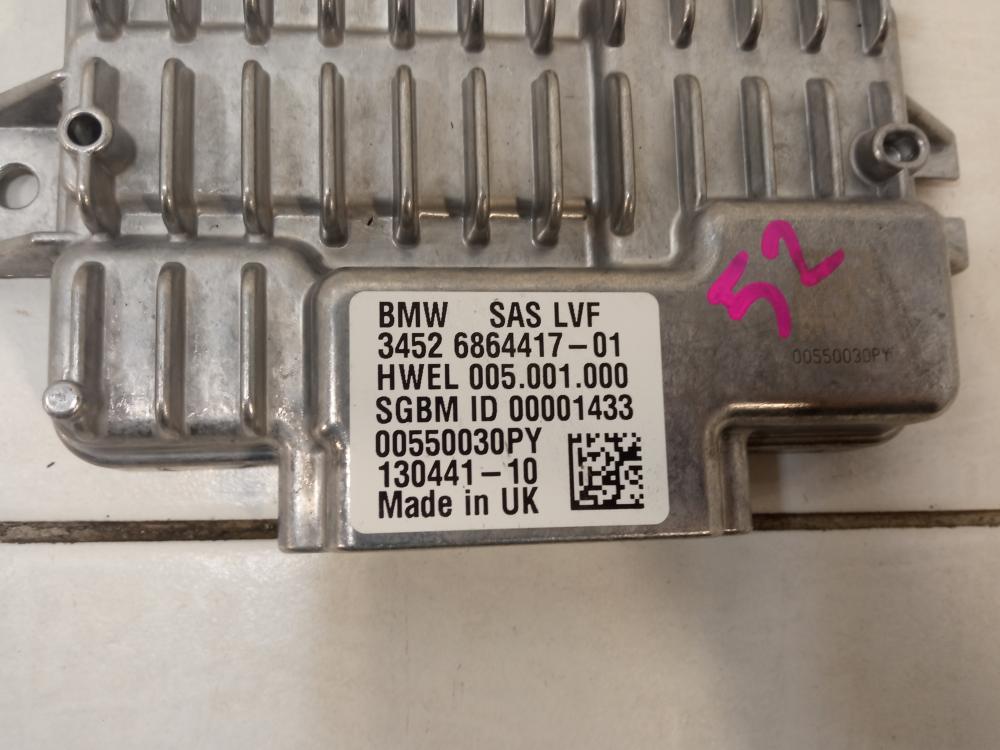 BMW SAS LVF
3452 6864417-01
HWEL 005.001.000
SGBM ID 00001433
00550030PY
130441-10
Made in UK
52
00550030PY